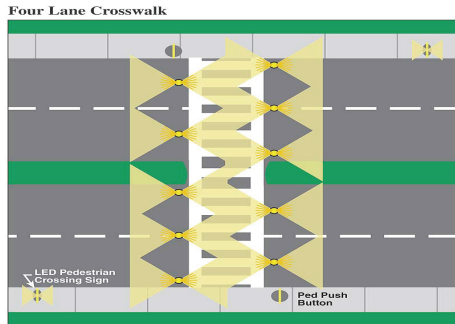 Four Lane Crosswalk
LED Pedestrian
Crossing Sign
Ped Push
Button